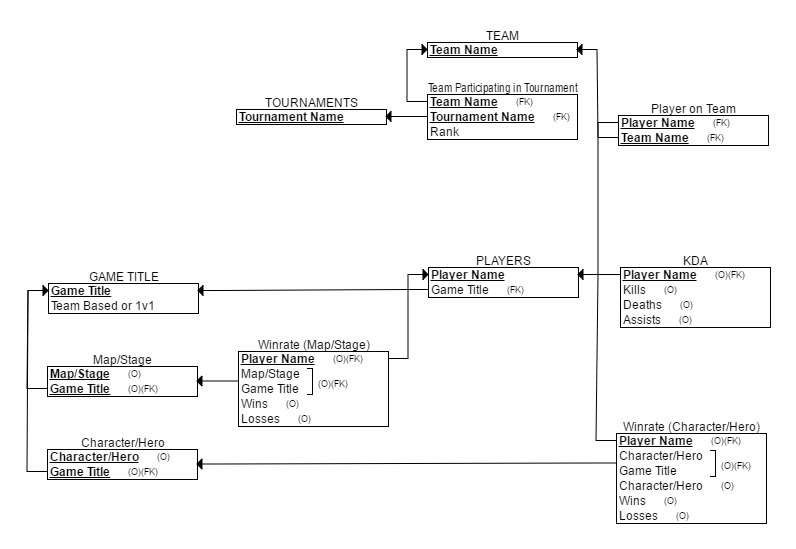 TEAM
Team Name
Team Participating in Tournament
Team Name (FK)
Tournament Name (FK)
Rank
TOURNAMENTS
Tournament Name
Player on Team
Player Name (FK)
Team Name (FK)
GAME TITLE
Game Title
Team Based or 1v1
PLAYERS
Player Name
Game Title (FK)
KDA
Player Name (O)(FK)
Kills (O)
Deaths (O)
Assists (O)
Map/Stage
Map/Stage (O)
Game Title (O)(FK)
Winrate (Map/Stage)
Player Name (O)(FK)
Map/Stage
Game Title (O)(FK)
Wins (O)
Losses (O)
Character/Hero
Character/Hero (O)
Game Title (O)(FK)
Winrate (Character/Hero)
Player Name (O)(FK)
Character/Hero
Game Title (O)(FK)
Character/Hero (O)
Wins (O)
Losses (O)